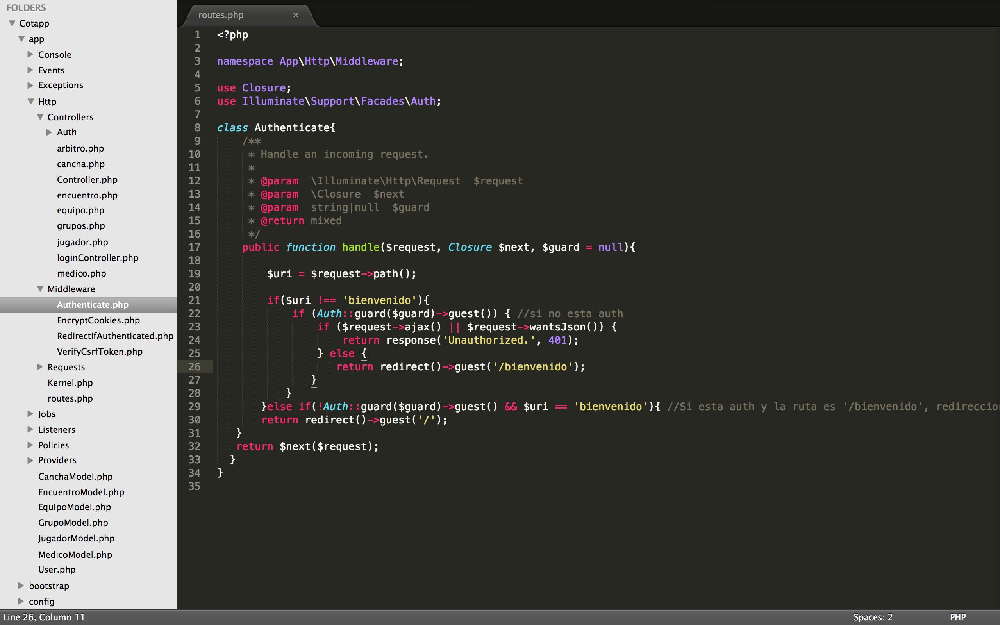 FOLDERS
Cotapp
app
Console
Events
Exceptions
Http
Controllers
Auth
arbitro.php
cancha.php
Controller.php
encuentro.php
equipo.php
grupos.php
jugador.php
loginController.php
medico.php
Middleware
Authenticate.php
EncryptCookies.php
RedirectIfAuthenticated.php
VerifyCsrfToken.php
Requests
Kernel.php
routes.php
Jobs
Listeners
Policies
Providers
CanchaModel.php
EncuentroModel.php
EquipoModel.php
GrupoModel.php
JugadorModel.php
MedicoModel.php
User.php
bootstrap
config
routes.php ×
1 <?php
2
3 namespace App\Http\Middleware;
4
5 use Closure;
6 use Illuminate\Support\Facades\Auth;
7
8 class Authenticate{
9 /**
10 * Handle an incoming request.
11 *
12 * @param  \Illuminate\Http\Request  $request
13 * @param  \Closure  $next
14 * @param  string|null  $guard
15 * @return mixed
16 */
17 public function handle($request, Closure $next, $guard = null){
18
19 $uri = $request->path();
20
21 if($uri !== 'bienvenido'){
22 if (Auth::guard($guard)->guest()) { //si no esta auth
23 if ($request->ajax() || $request->wantsJson()) {
24 return response('Unauthorized.', 401);
25 } else {
26 return redirect()->guest('/bienvenido');
27 }
28 }
29 }else if(!Auth::guard($guard)->guest() && $uri == 'bienvenido'){ //Si esta auth y la ruta es '/bienvenido', redireccio
30 return redirect()->guest('/');
31 }
32 return $next($request);
33 }
34 }
35
Line 26, Column 11
Spaces: 2
PHP